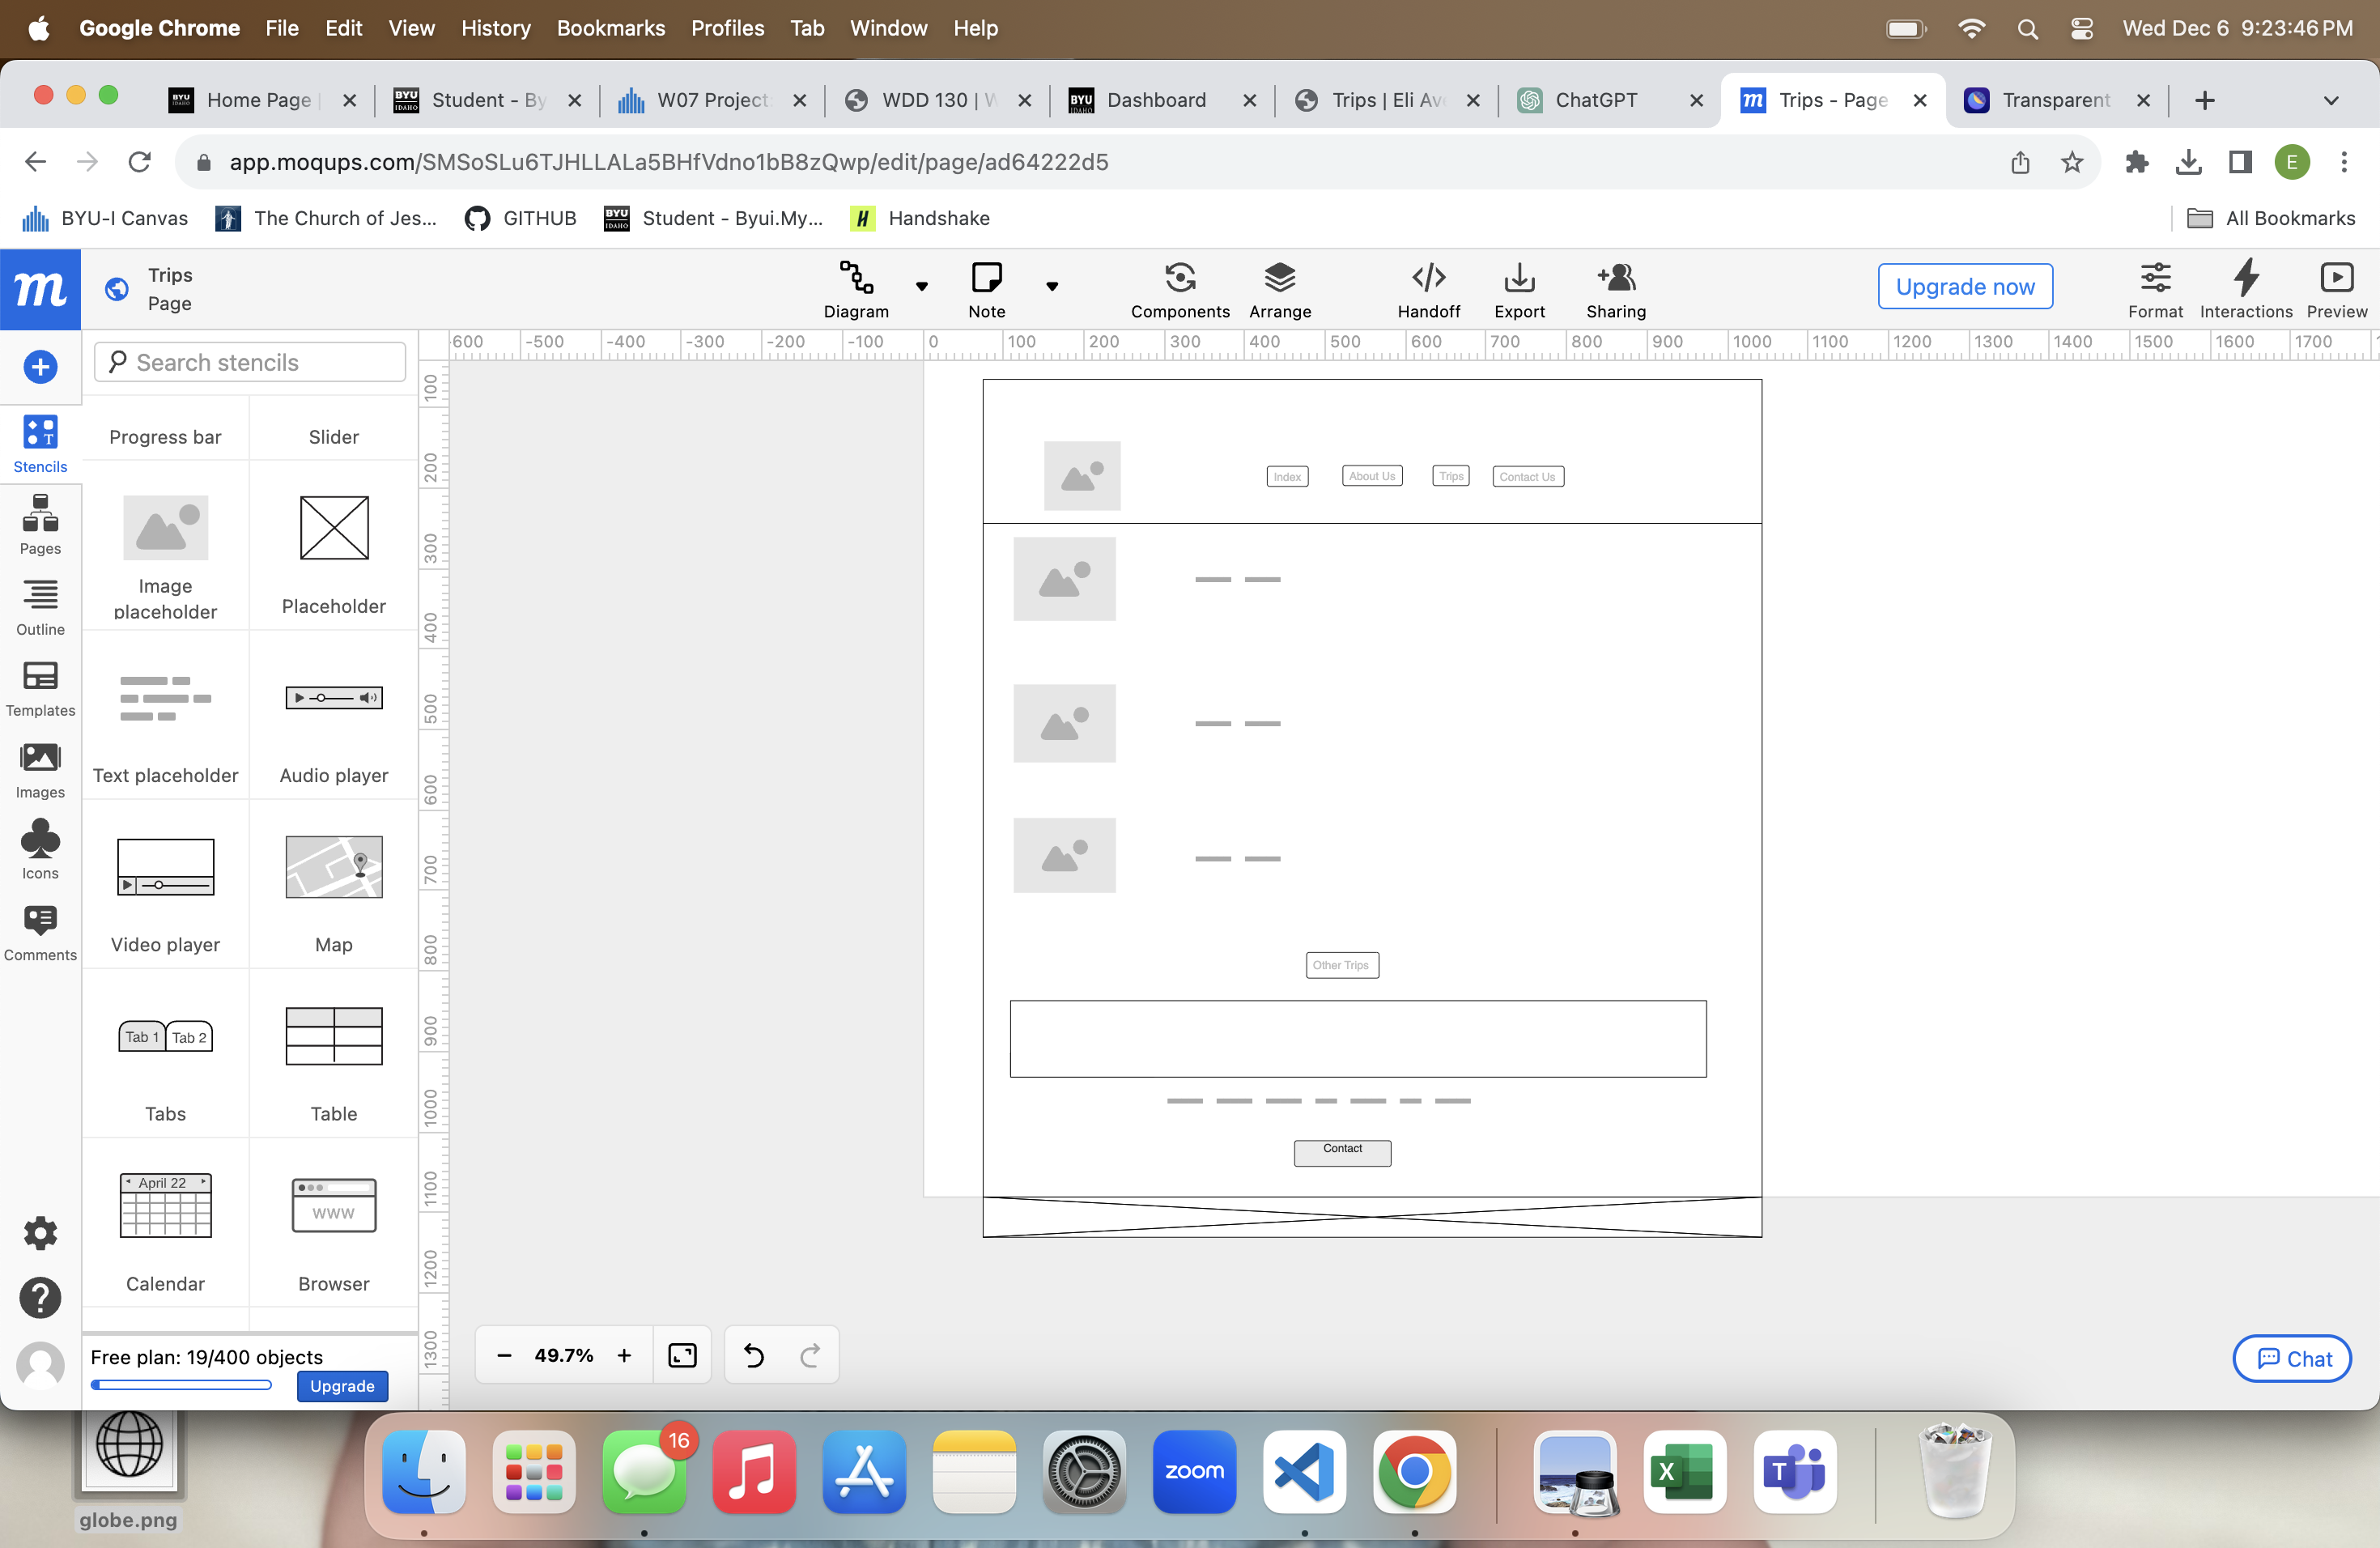 Google Chrome File Edit View History Bookmarks Profiles Tab Window Help Wed Dec 6 9:23:46 PM
Home Page Student - By W07 Project: WDD 130 | W Dashboard Trips | Eli Av ChatGPT Trips - Page Transparent
app.moqups.com/SMSoSLu6TJHLLALa5BHfVdno1bB8zQwp/edit/page/ad64222d5 E
BYU-I Canvas The Church of Jes... GITHUB Student - Byui.My... Handshake All Bookmarks
m Trips
Page
Diagram Note Components Arrange Handoff Export Sharing Upgrade now Format Interactions Preview
Search stencils
-600 -500 -400 -300 -200 -100 0 100 200 300 400 500 600 700 800 900 1000 1100 1200 1300 1400 1500 1600 1700
100 200 300 400 500 600 700 800 900 1000 1100 1200 1300
Stencils
Pages
Outline
Templates
Images
Icons
Comments
Progress bar Slider
Image placeholder Placeholder
Text placeholder Audio player
Video player Map
Tab 1 Tab 2
Tabs Table
April 22 WWW
Calendar Browser
Free plan: 19/400 objects
Upgrade
Index About Us Trips Contact Us
Other Trips
Contact
49.7%
Chat
globe.png
16
zoom
X
T